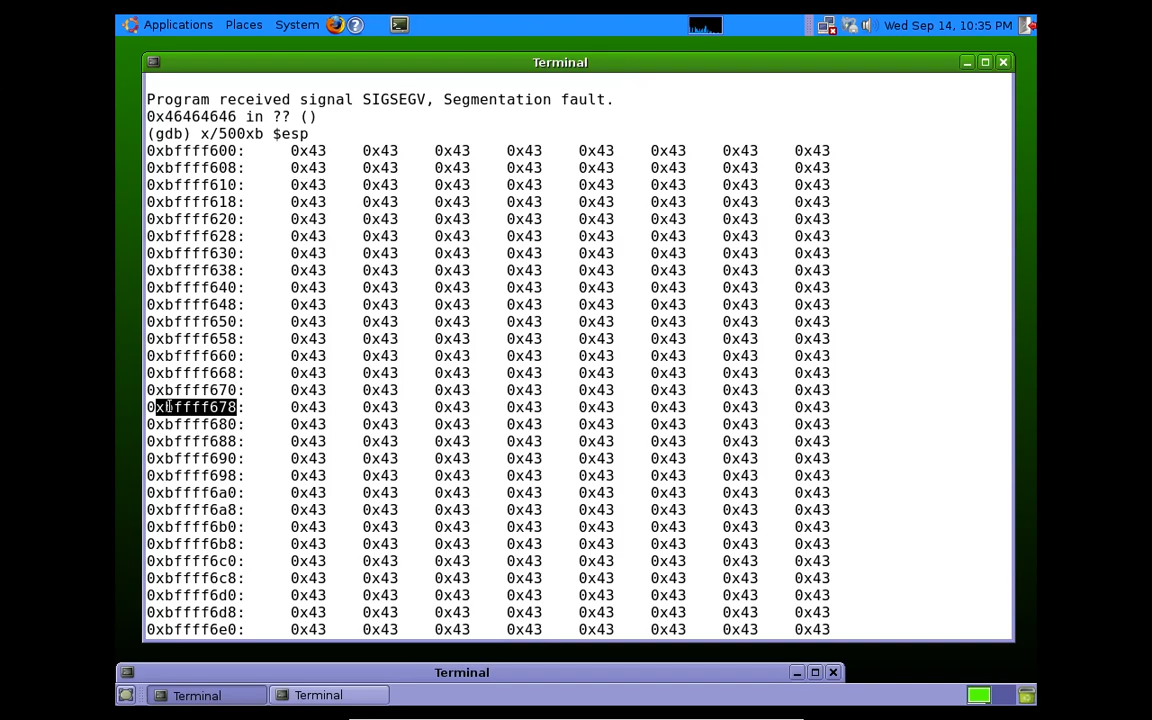 Applications Places System Wed Sep 14, 10:35 PM
Terminal
Program received signal SIGSEGV, Segmentation fault.
0x46464646 in ?? ()
(gdb) x/500xb $esp
0xbffff600: 0x43 0x43 0x43 0x43 0x43 0x43 0x43 0x43
0xbffff608: 0x43 0x43 0x43 0x43 0x43 0x43 0x43 0x43
0xbffff610: 0x43 0x43 0x43 0x43 0x43 0x43 0x43 0x43
0xbffff618: 0x43 0x43 0x43 0x43 0x43 0x43 0x43 0x43
0xbffff620: 0x43 0x43 0x43 0x43 0x43 0x43 0x43 0x43
0xbffff628: 0x43 0x43 0x43 0x43 0x43 0x43 0x43 0x43
0xbffff630: 0x43 0x43 0x43 0x43 0x43 0x43 0x43 0x43
0xbffff638: 0x43 0x43 0x43 0x43 0x43 0x43 0x43 0x43
0xbffff640: 0x43 0x43 0x43 0x43 0x43 0x43 0x43 0x43
0xbffff648: 0x43 0x43 0x43 0x43 0x43 0x43 0x43 0x43
0xbffff650: 0x43 0x43 0x43 0x43 0x43 0x43 0x43 0x43
0xbffff658: 0x43 0x43 0x43 0x43 0x43 0x43 0x43 0x43
0xbffff660: 0x43 0x43 0x43 0x43 0x43 0x43 0x43 0x43
0xbffff668: 0x43 0x43 0x43 0x43 0x43 0x43 0x43 0x43
0xbffff670: 0x43 0x43 0x43 0x43 0x43 0x43 0x43 0x43
0xbffff678: 0x43 0x43 0x43 0x43 0x43 0x43 0x43 0x43
0xbffff680: 0x43 0x43 0x43 0x43 0x43 0x43 0x43 0x43
0xbffff688: 0x43 0x43 0x43 0x43 0x43 0x43 0x43 0x43
0xbffff690: 0x43 0x43 0x43 0x43 0x43 0x43 0x43 0x43
0xbffff698: 0x43 0x43 0x43 0x43 0x43 0x43 0x43 0x43
0xbffff6a0: 0x43 0x43 0x43 0x43 0x43 0x43 0x43 0x43
0xbffff6a8: 0x43 0x43 0x43 0x43 0x43 0x43 0x43 0x43
0xbffff6b0: 0x43 0x43 0x43 0x43 0x43 0x43 0x43 0x43
0xbffff6b8: 0x43 0x43 0x43 0x43 0x43 0x43 0x43 0x43
0xbffff6c0: 0x43 0x43 0x43 0x43 0x43 0x43 0x43 0x43
0xbffff6c8: 0x43 0x43 0x43 0x43 0x43 0x43 0x43 0x43
0xbffff6d0: 0x43 0x43 0x43 0x43 0x43 0x43 0x43 0x43
0xbffff6d8: 0x43 0x43 0x43 0x43 0x43 0x43 0x43 0x43
0xbffff6e0: 0x43 0x43 0x43 0x43 0x43 0x43 0x43 0x43
Terminal
Terminal Terminal